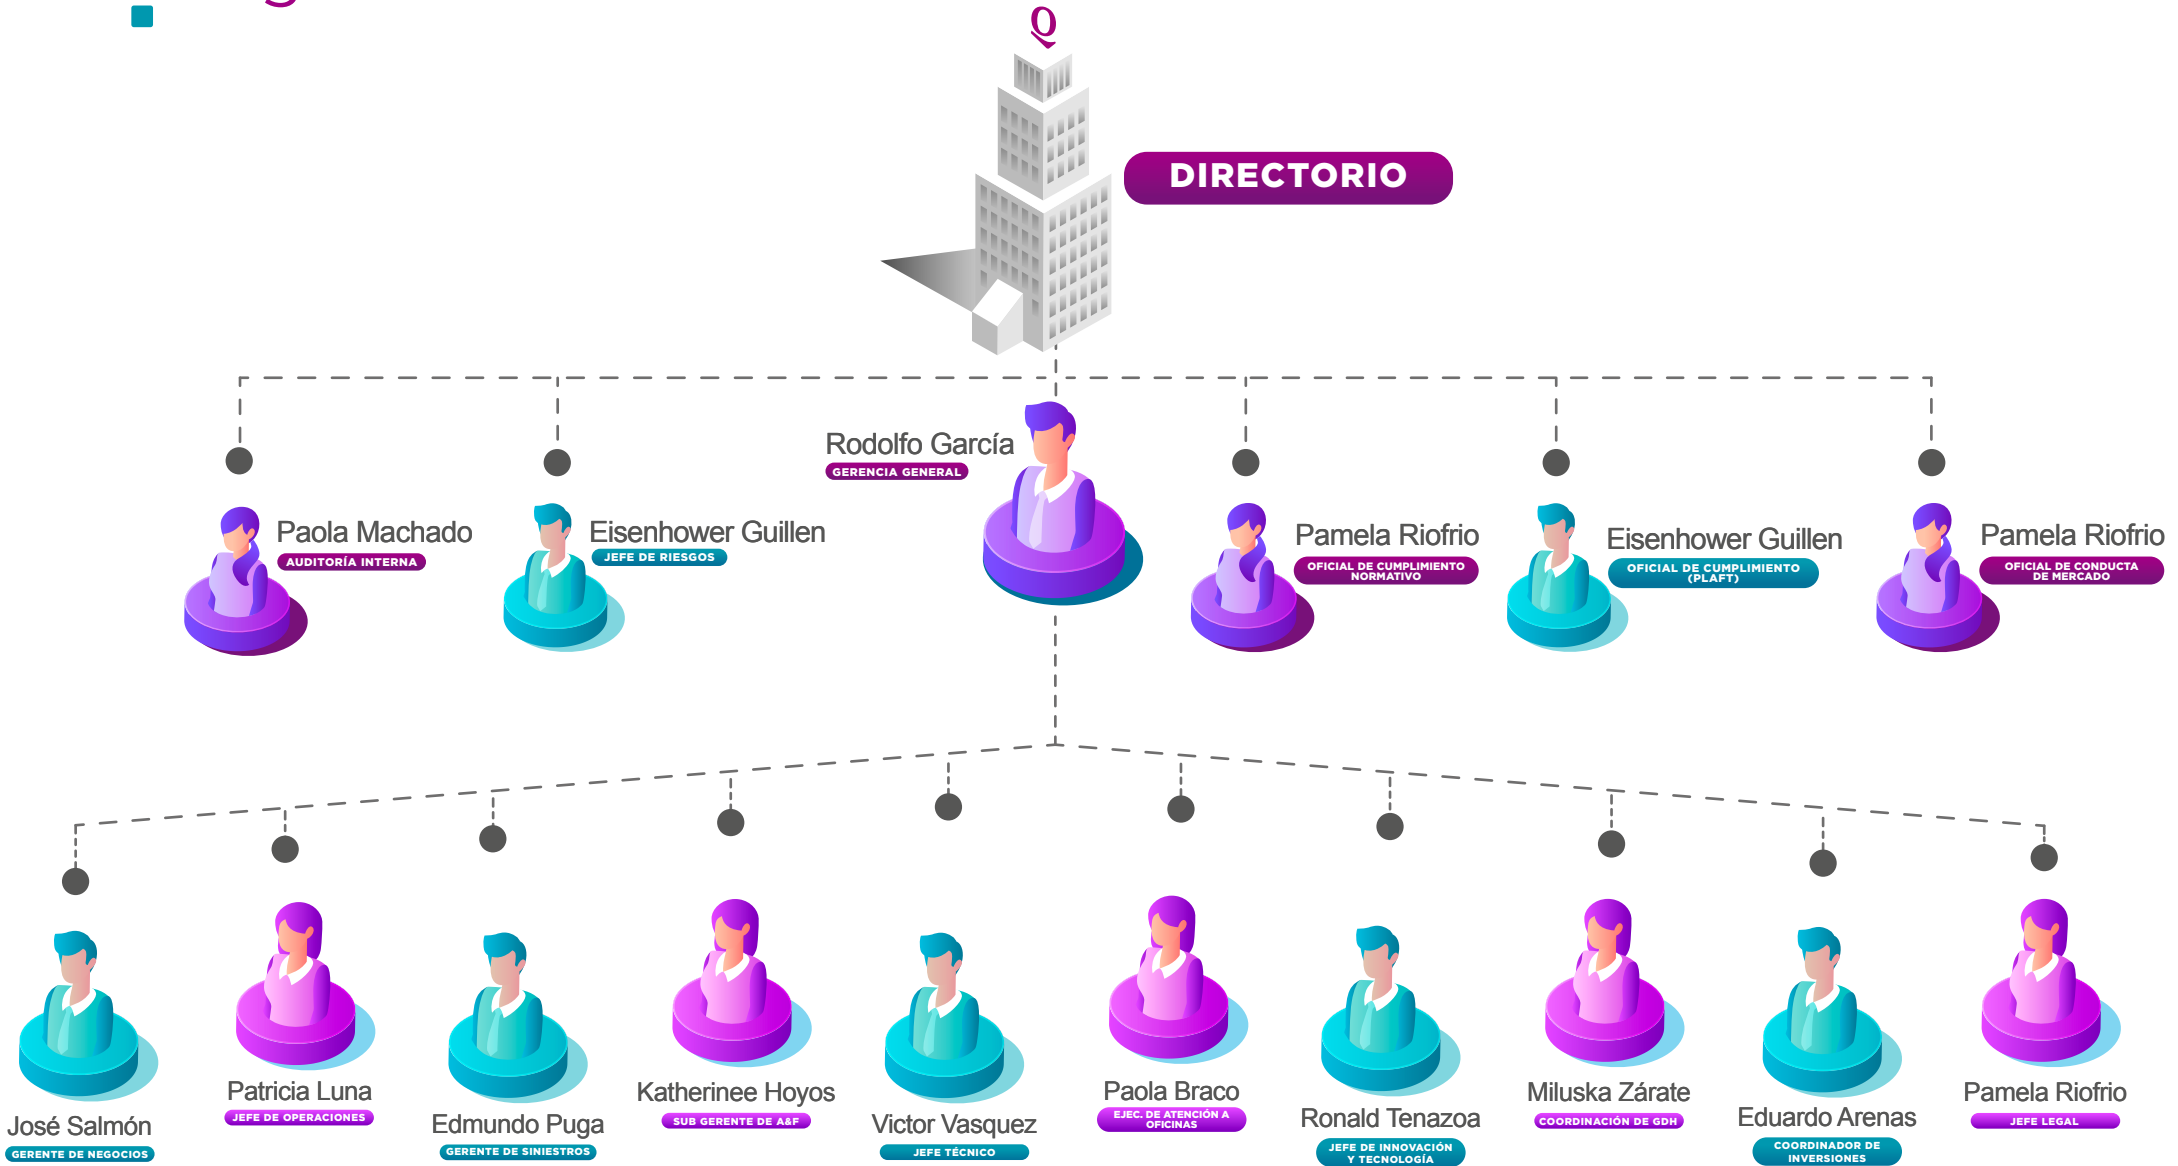 Q
DIRECTORIO
Rodolfo García
GERENCIA GENERAL
Paola Machado
AUDITORÍA INTERNA
Eisenhower Guillen
JEFE DE RIESGOS
Pamela Riofrio
OFICIAL DE CUMPLIMIENTO
NORMATIVO
Eisenhower Guillen
OFICIAL DE CUMPLIMIENTO
(PLAFT)
Pamela Riofrio
OFICIAL DE CONDUCTA
DE MERCADO
José Salmón
GERENTE DE NEGOCIOS
Patricia Luna
JEFE DE OPERACIONES
Edmundo Puga
GERENTE DE SINIESTROS
Katherinee Hoyos
SUB GERENTE DE A&F
Victor Vasquez
JEFE TÉCNICO
Paola Braco
EJEC. DE ATENCIÓN A
OFICINAS
Ronald Tenazoa
JEFE DE INNOVACIÓN
Y TECNOLOGÍA
Miluska Zárate
COORDINACIÓN DE GDH
Eduardo Arenas
COORDINADOR DE
INVERSIONES
Pamela Riofrio
JEFE LEGAL